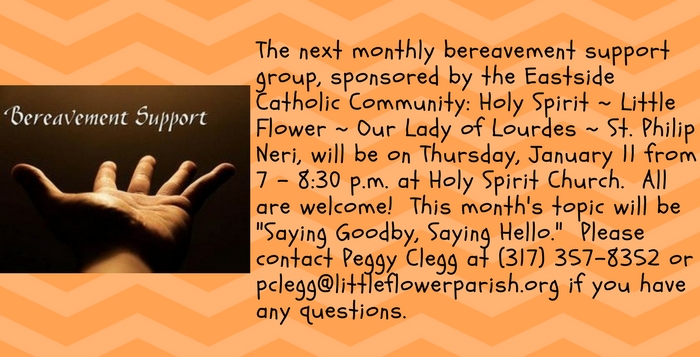 Bereavement Support
The next monthly bereavement support
group, sponsored by the Eastside
Catholic Community: Holy Spirit ~ Little
Flower ~ Our Lady of Lourdes ~ St. Philip
Neri, will be on Thursday, January 11 from
7 - 8:30 p.m. at Holy Spirit Church. All
are welcome! This month's topic will be
"Saying Goodby, Saying Hello." Please
contact Peggy Clegg at (317) 357-8352 or
pclegg@littleflowerparish.org if you have
any questions.